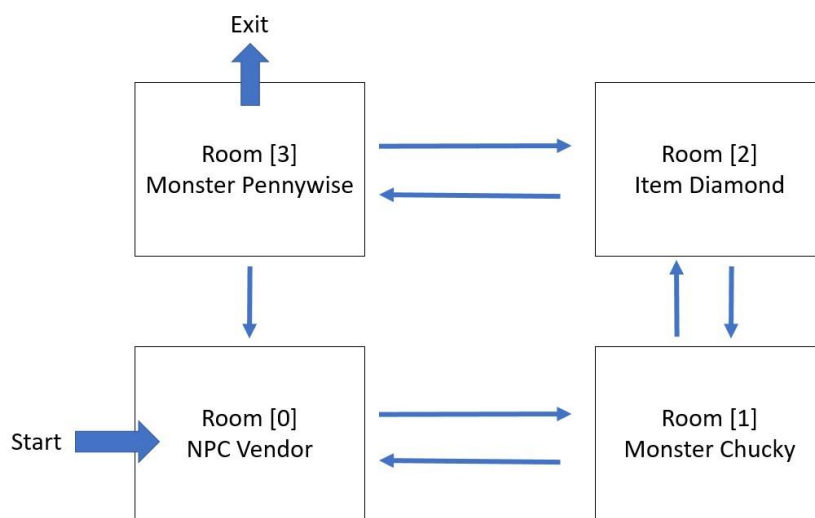 Exit
Room [3]
Monster Pennywise
Room [2]
Item Diamond
Start
Room [0]
NPC Vendor
Room [1]
Monster Chucky